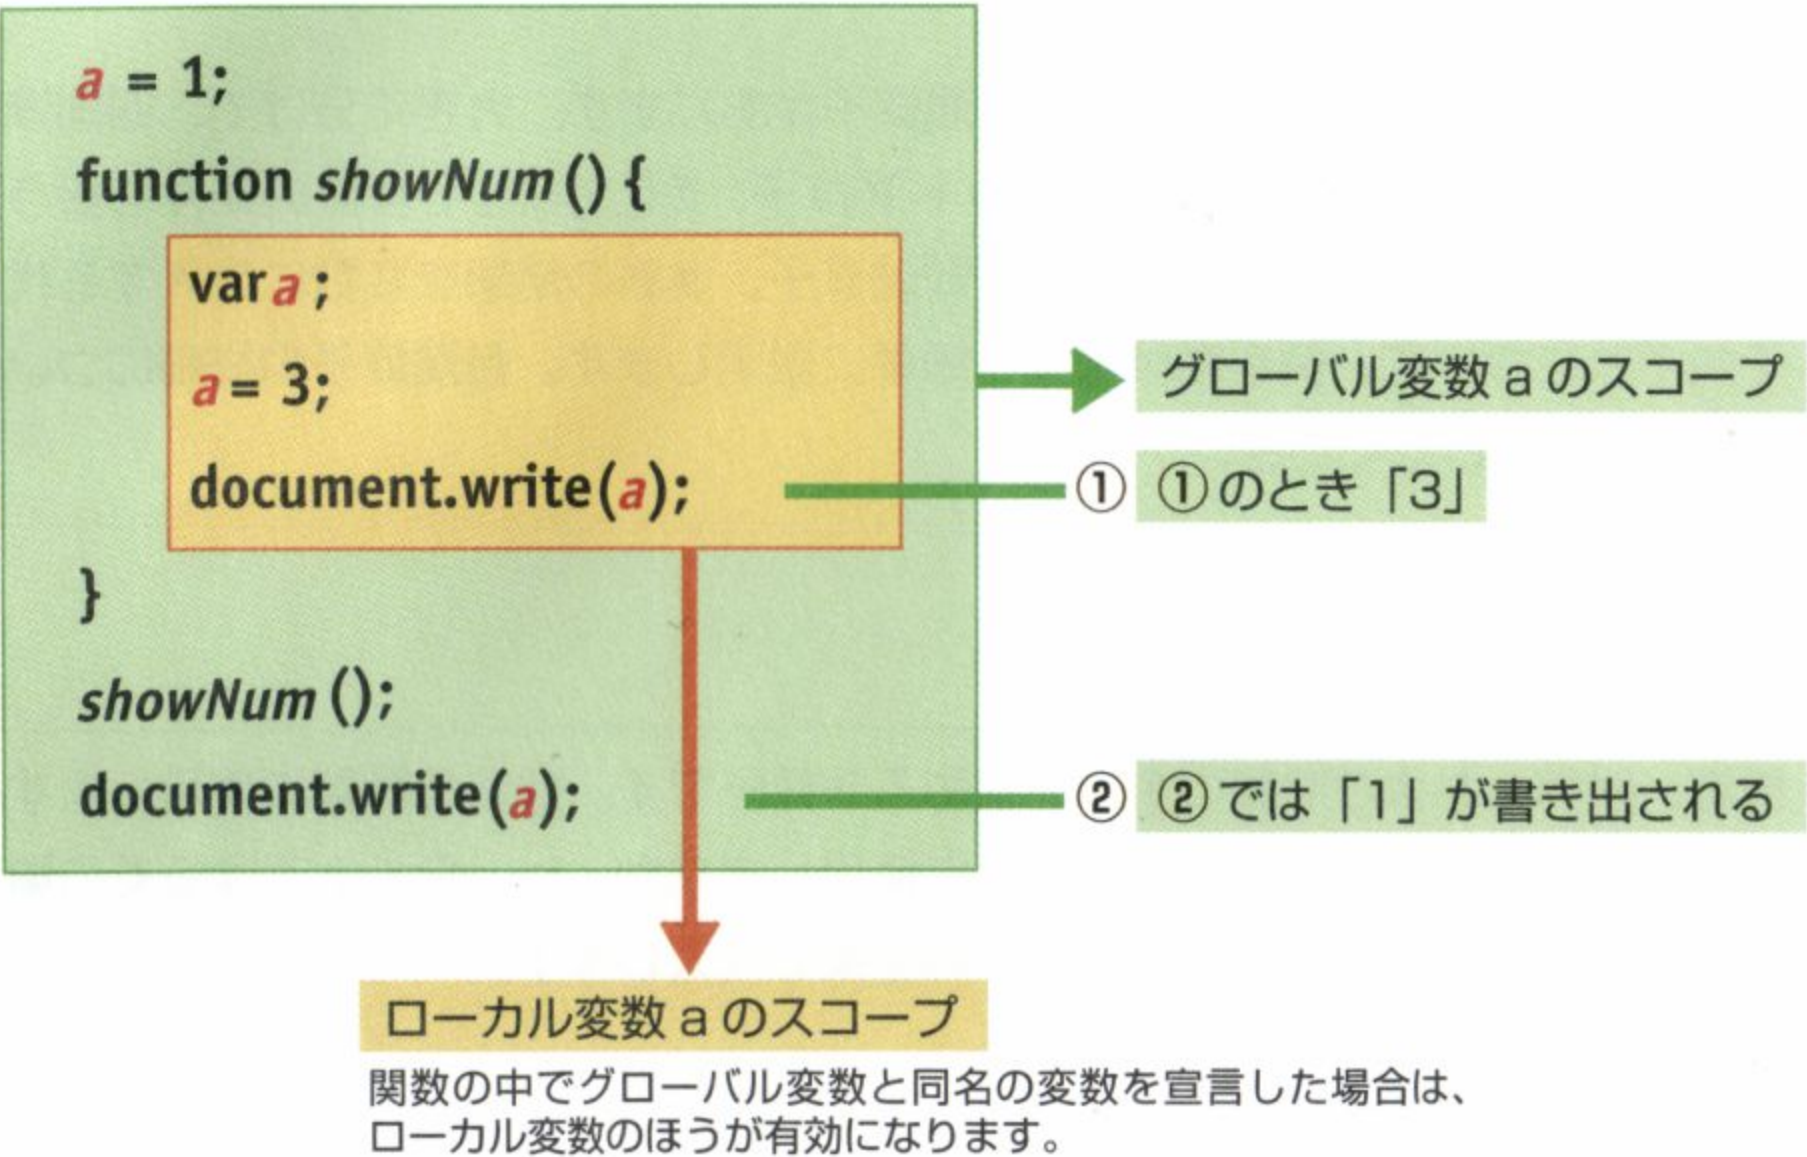 a = 1;
function showNum() {
var a ;
a = 3;
document.write(a);
}
showNum();
document.write(a);
グローバル変数 a のスコープ
① ①のとき「3」
② ②では「1」が書き出される
ローカル変数 a のスコープ
関数の中でグローバル変数と同名の変数を宣言した場合は、
ローカル変数のほうが有効になります。